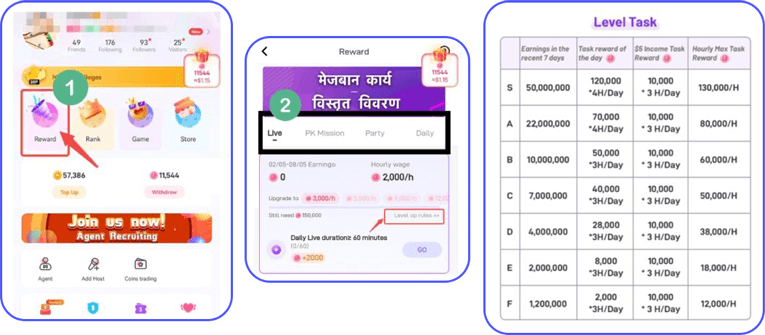 49
176
93
25
Friends
Following
Followers
Visitors
New
11544
≈$1.15
1
Reward
Rank
Game
Store
57,386
11,544
Top Up
Withdrew
Join us now!
Agent Recruiting
Agent
Add Host
Coins trading
Reward
11544
≈$1.15
मेजबान कार्य
विस्तृत विवरण
2
Live
PK Mission
Party
Daily
02/05-08/05 Earnings
Hourly wage
0
2,000/h
Upgrade to
3,000/h
Still need
150,000
Level up rules >>
Daily Live duration: 60 minutes
(0/60)
+2000
GO
Level Task
Earnings in the recent 7 days
Task reward of the day
$5 Income Task Reward
Hourly Max Task Reward
S 50,000,000 120,000 *4H/Day 10,000 * 3 H/Day 130,000/H
A 22,000,000 70,000 *4H/Day 10,000 * 3 H/Day 80,000/H
B 10,000,000 50,000 *3H/Day 10,000 * 3 H/Day 60,000/H
C 7,000,000 40,000 *3H/Day 10,000 * 3 H/Day 50,000/H
D 4,000,000 28,000 *3H/Day 10,000 * 3 H/Day 38,000/H
E 2,000,000 8,000 *3H/Day 10,000 * 3 H/Day 18,000/H
F 1,200,000 2,000 *3H/Day 10,000 * 3 H/Day 12,000/H